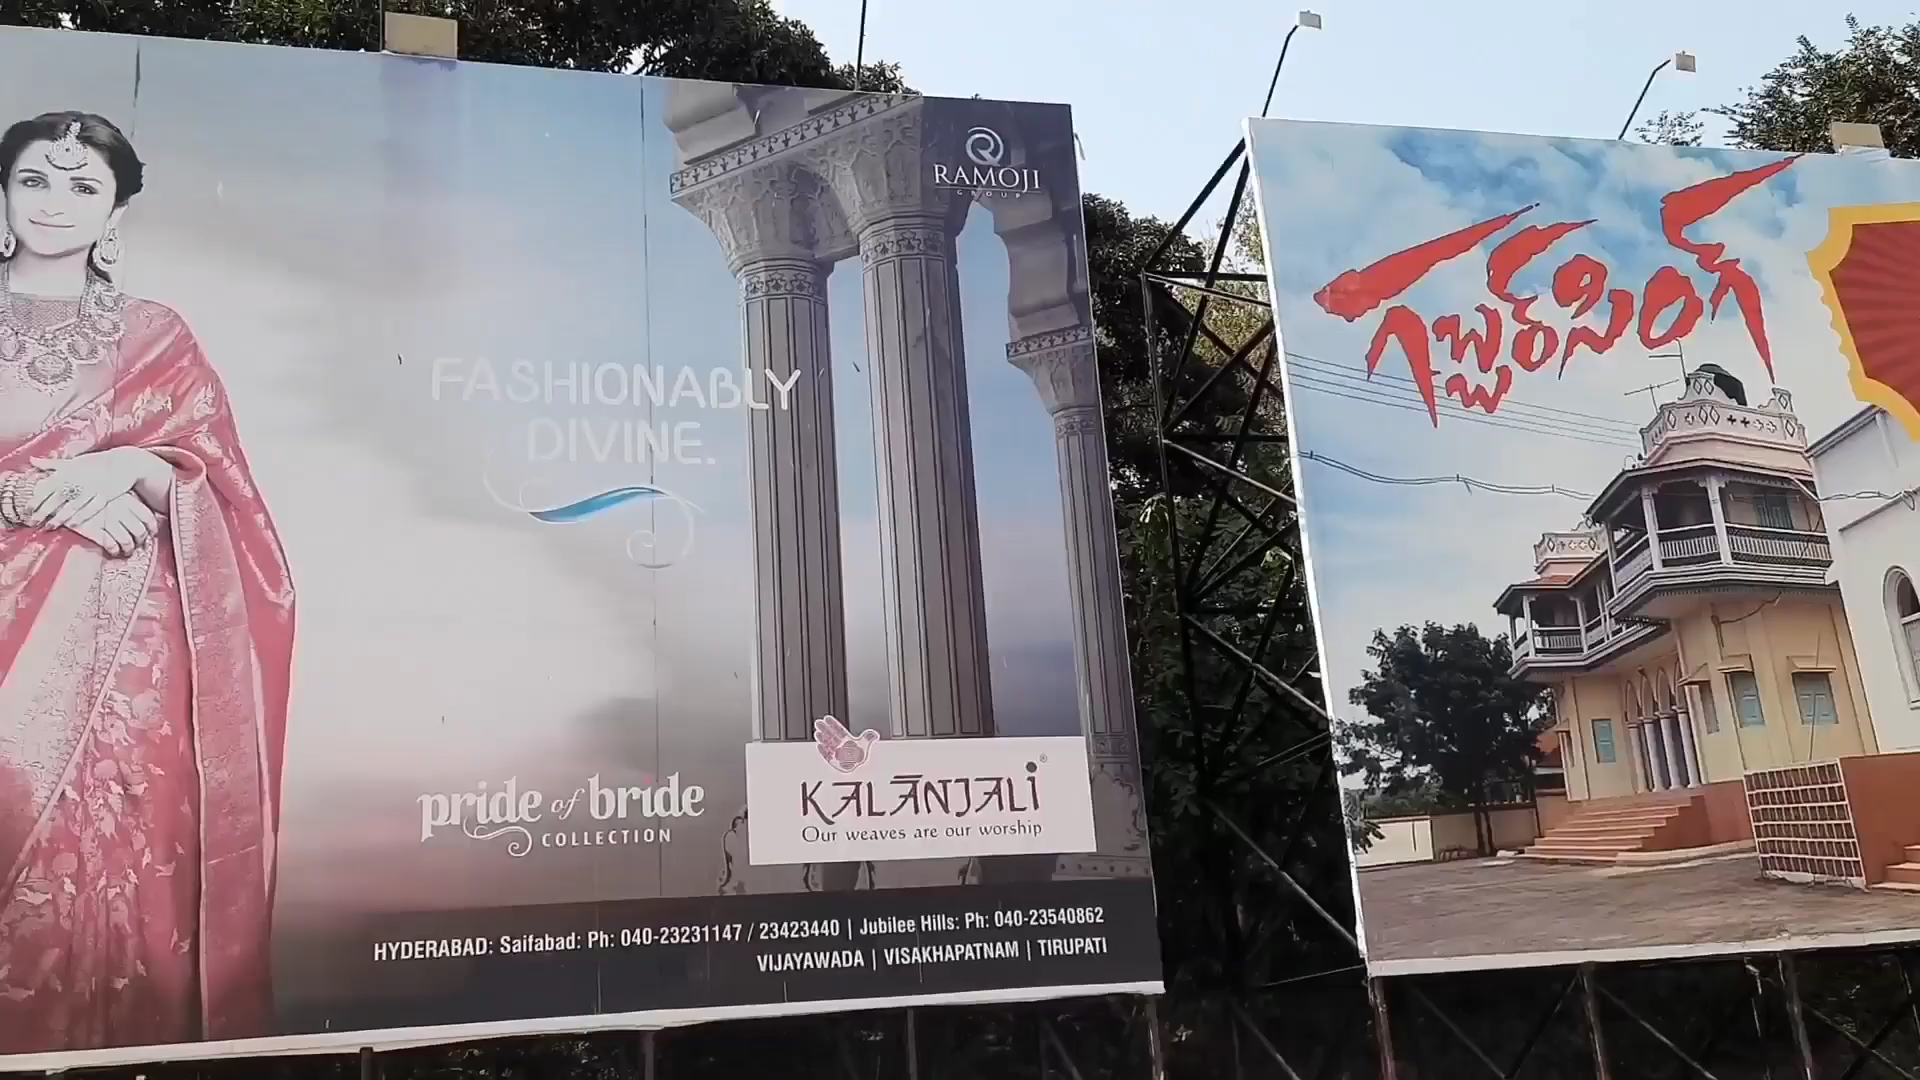 RAMOJI
GROUP
FASHIONABLY
DIVINE.
pride of bride
COLLECTION
KALĀNJALI®
Our weaves are our worship
HYDERABAD: Saifabad: Ph: 040-23231147 / 23423440 | Jubilee Hills: Ph: 040-23540862
VIJAYAWADA | VISAKHAPATNAM | TIRUPATI
గబ్బర్ సింగ్